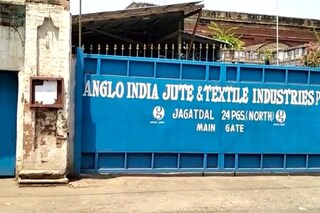 ANGLO INDIA JUTE & TEXTILE INDUSTRIES P
JAGATDAL 24 PGS.(NORTH)
MAIN GATE